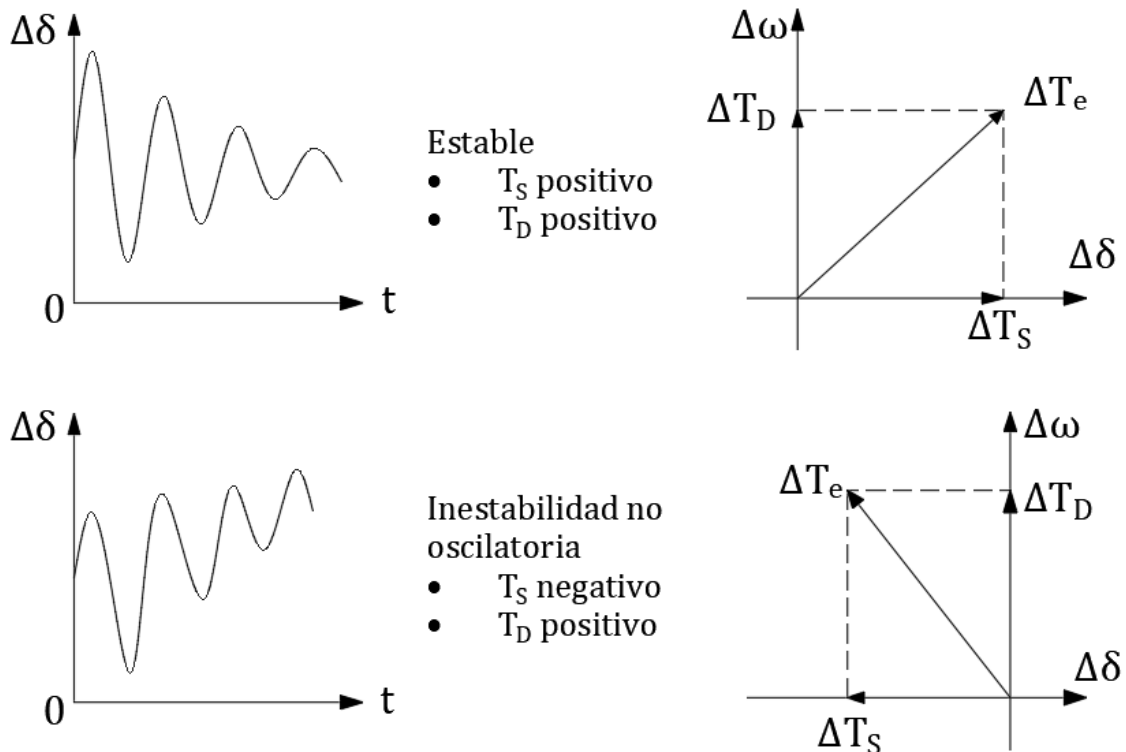 Δδ
0
t
Estable
• T_S positivo
• T_D positivo
Δω
ΔT_D
ΔT_e
Δδ
ΔT_S
Δδ
0
t
Inestabilidad no
oscilatoria
• T_S negativo
• T_D positivo
Δω
ΔT_e
ΔT_D
Δδ
ΔT_S